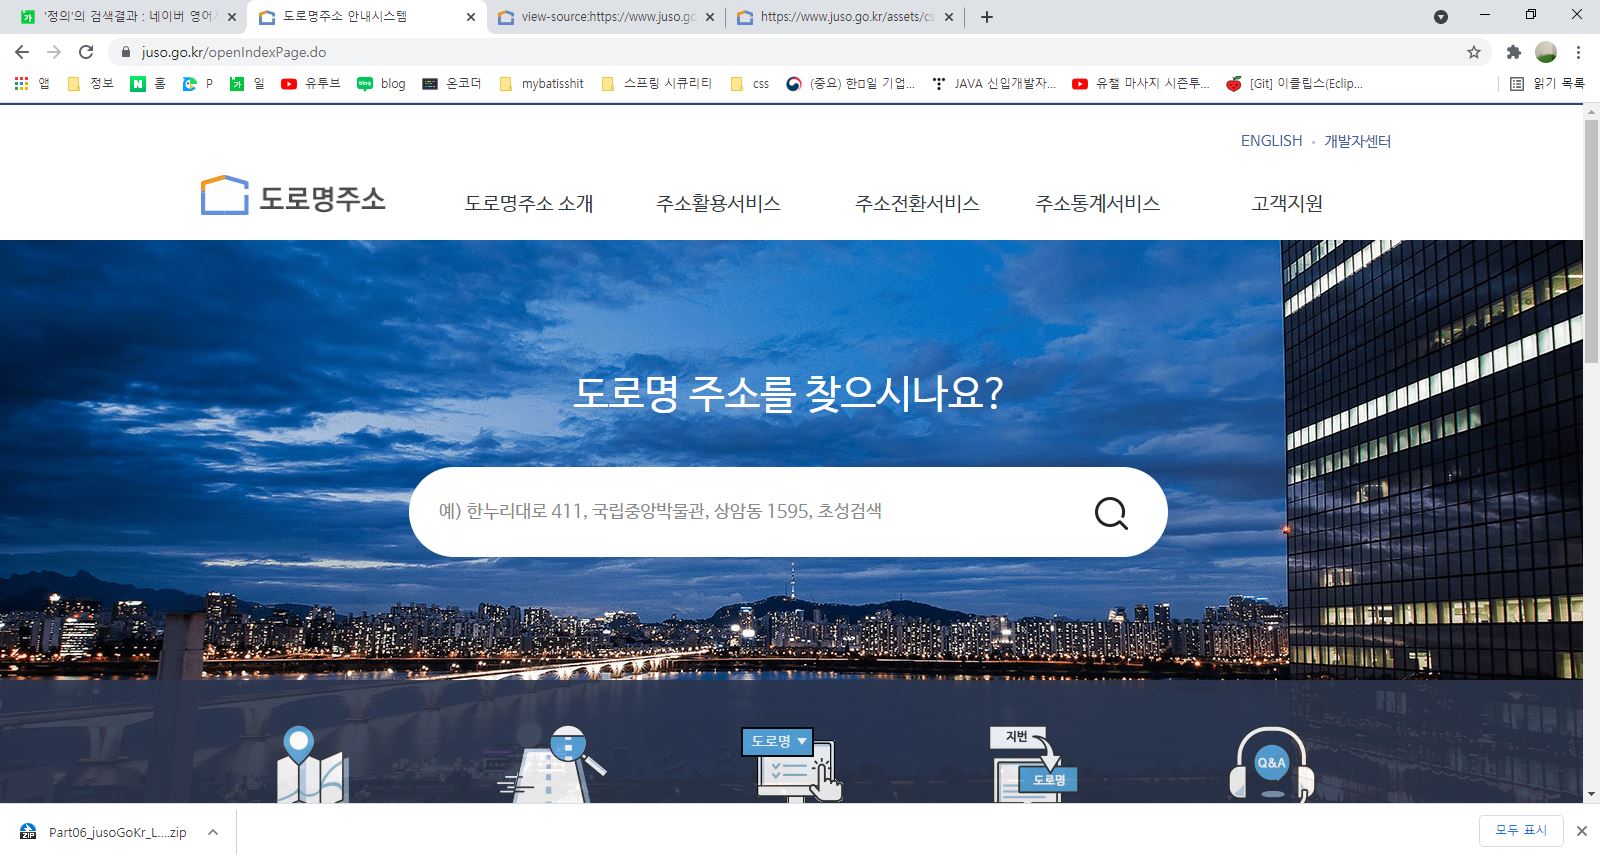 '정의'의 검색결과 : 네이버 영어
도로명주소 안내시스템
view-source:https://www.juso.go
https://www.juso.go.kr/assets/cs
juso.go.kr/openIndexPage.do
앱
정보
홈
P
일
유투브
blog
온코더
mybatisshit
스프링 시큐리티
css
(중요) 한□일 기업...
JAVA 신입개발자...
유챌 마사지 시즌투...
[Git] 이클립스(Eclip...
읽기 목록
ENGLISH
개발자센터
도로명주소
도로명주소 소개
주소활용서비스
주소전환서비스
주소통계서비스
고객지원
도로명 주소를 찾으시나요?
예) 한누리대로 411, 국립중앙박물관, 상암동 1595, 초성검색
도로명
지번
도로명
Q&A
ZIP
Part06_jusoGoKr_L....zip
모두 표시